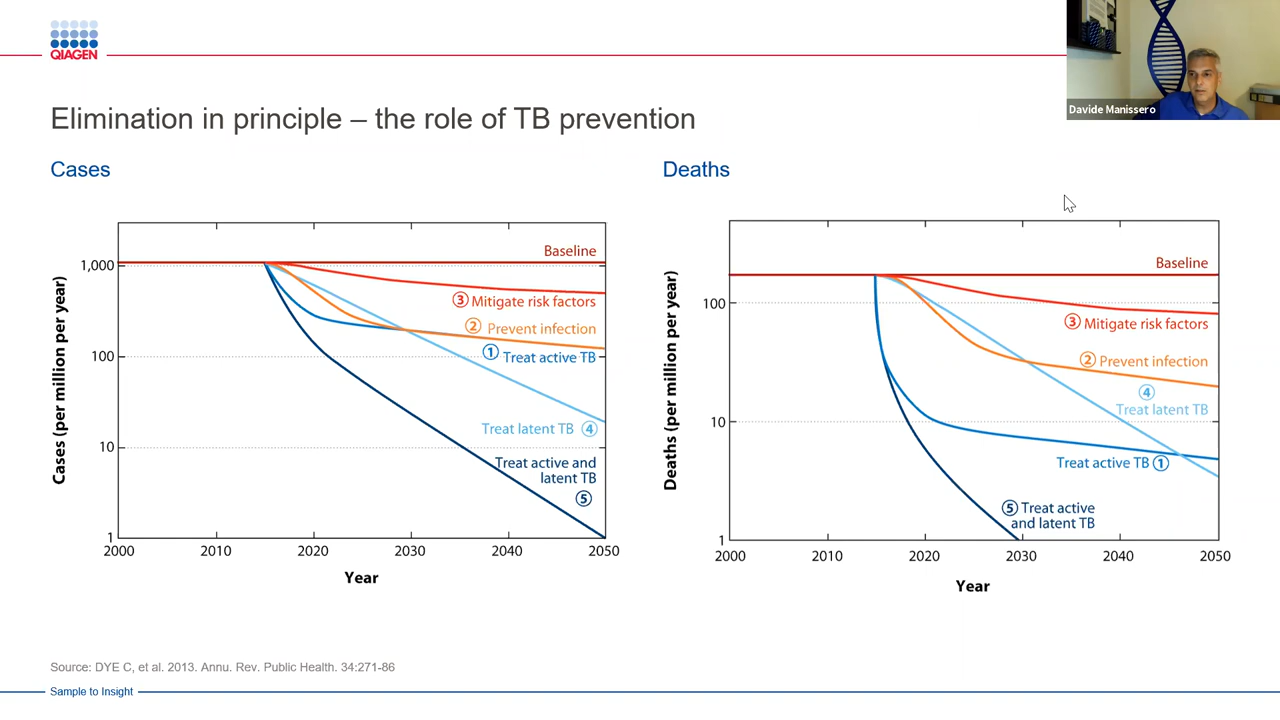 QIAGEN
Davide Manissero
Elimination in principle – the role of TB prevention
Cases
Deaths
Cases (per million per year)
1,000
100
10
1
2000
2010
2020
2030
2040
2050
Year
Baseline
③ Mitigate risk factors
② Prevent infection
① Treat active TB
Treat latent TB ④
Treat active and
latent TB
⑤
Deaths (per million per year)
100
10
1
2000
2010
2020
2030
2040
2050
Year
Baseline
③ Mitigate risk factors
② Prevent infection
④
Treat latent TB
Treat active TB ①
⑤ Treat active
and latent TB
Source: DYE C, et al. 2013. Annu. Rev. Public Health. 34:271-86
Sample to Insight